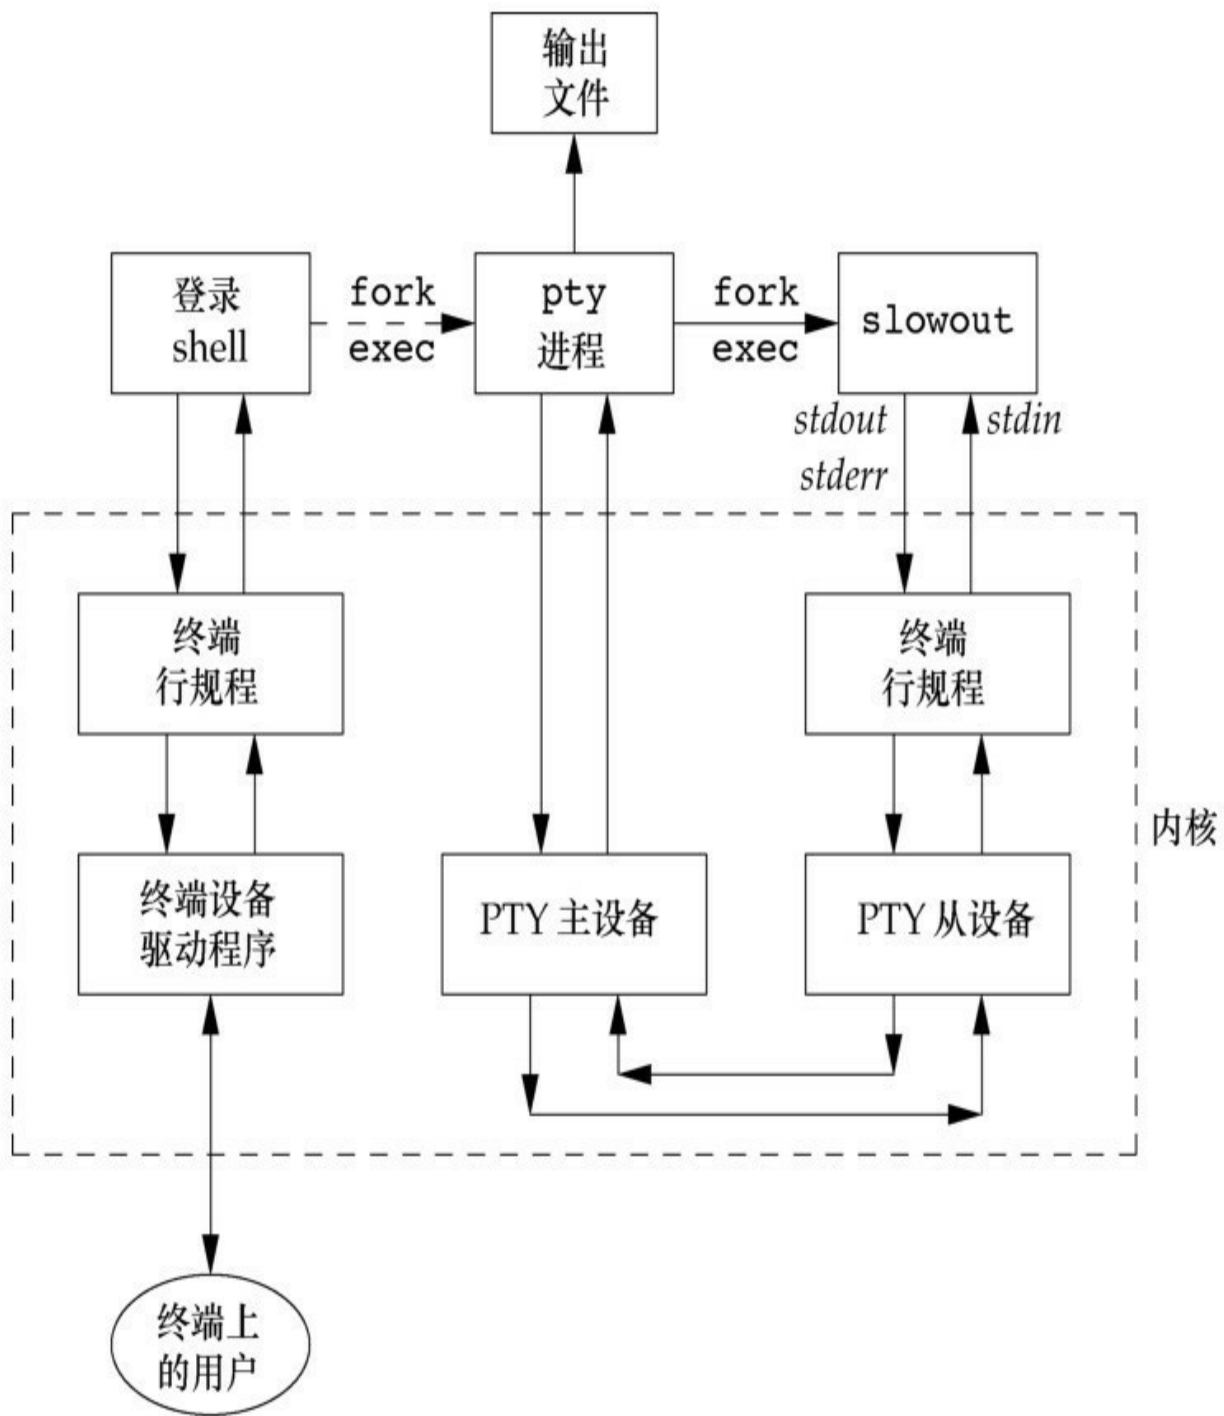 输出
文件
登录
shell
fork
exec
pty
进程
fork
exec
slowout
stdout
stderr
stdin
终端
行规程
终端
行规程
内核
终端设备
驱动程序
PTY 主设备
PTY 从设备
终端上
的用户